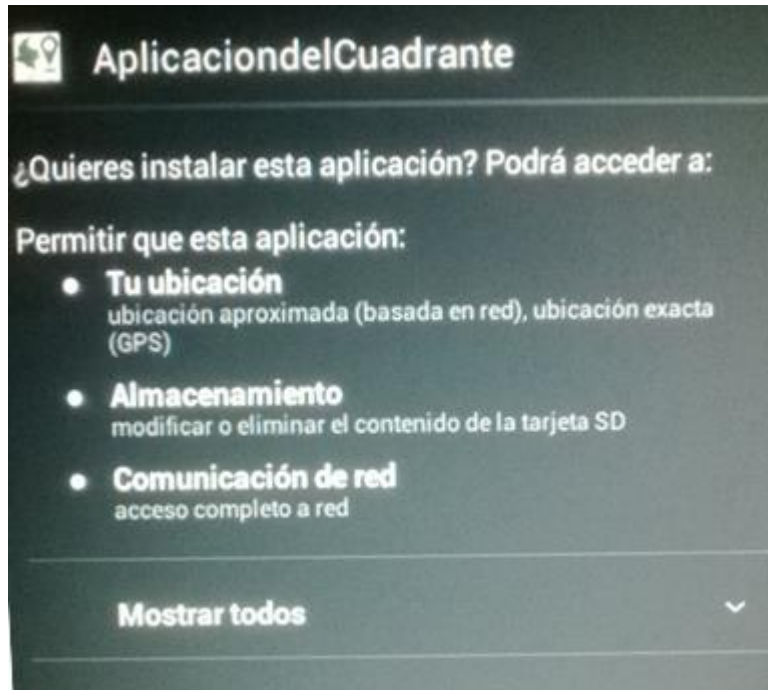 AplicaciondelCuadrante
¿Quieres instalar esta aplicación? Podrá acceder a:
Permitir que esta aplicación:
Tu ubicación
ubicación aproximada (basada en red), ubicación exacta
(GPS)
Almacenamiento
modificar o eliminar el contenido de la tarjeta SD
Comunicación de red
acceso completo a red
Mostrar todos